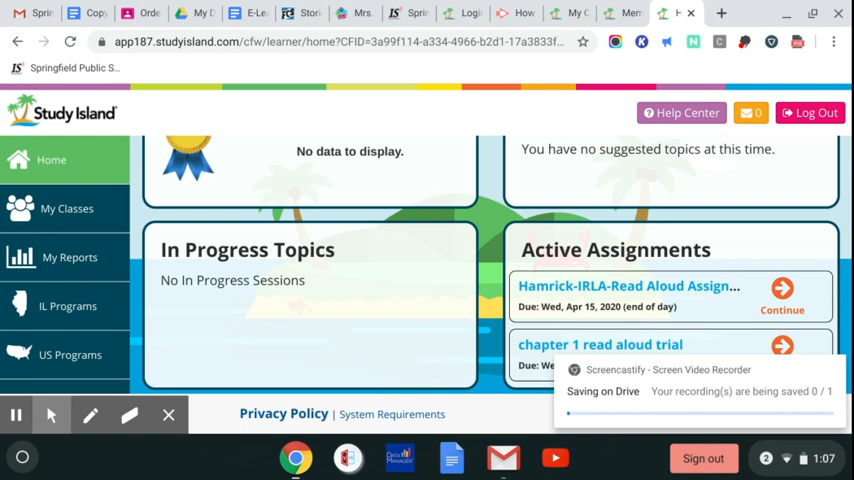 Sprin
Copy
Orde
My D
E-Lea
Stori
Mrs.
Sprin
Logi
How
My C
Mem
H
app187.studyisland.com/cfw/learner/home?CFID=3a99f114-a334-4966-b2d1-17a3833f...
Springfield Public S...
Study Island
Help Center
0
Log Out
Home
My Classes
My Reports
IL Programs
US Programs
No data to display.
You have no suggested topics at this time.
In Progress Topics
No In Progress Sessions
Active Assignments
Hamrick-IRLA-Read Aloud Assign...
Due: Wed, Apr 15, 2020 (end of day)
Continue
chapter 1 read aloud trial
Due: We
Screencastify - Screen Video Recorder
Saving on Drive Your recording(s) are being saved 0 / 1
Privacy Policy | System Requirements
DATA MANAGER
Sign out
2
1:07